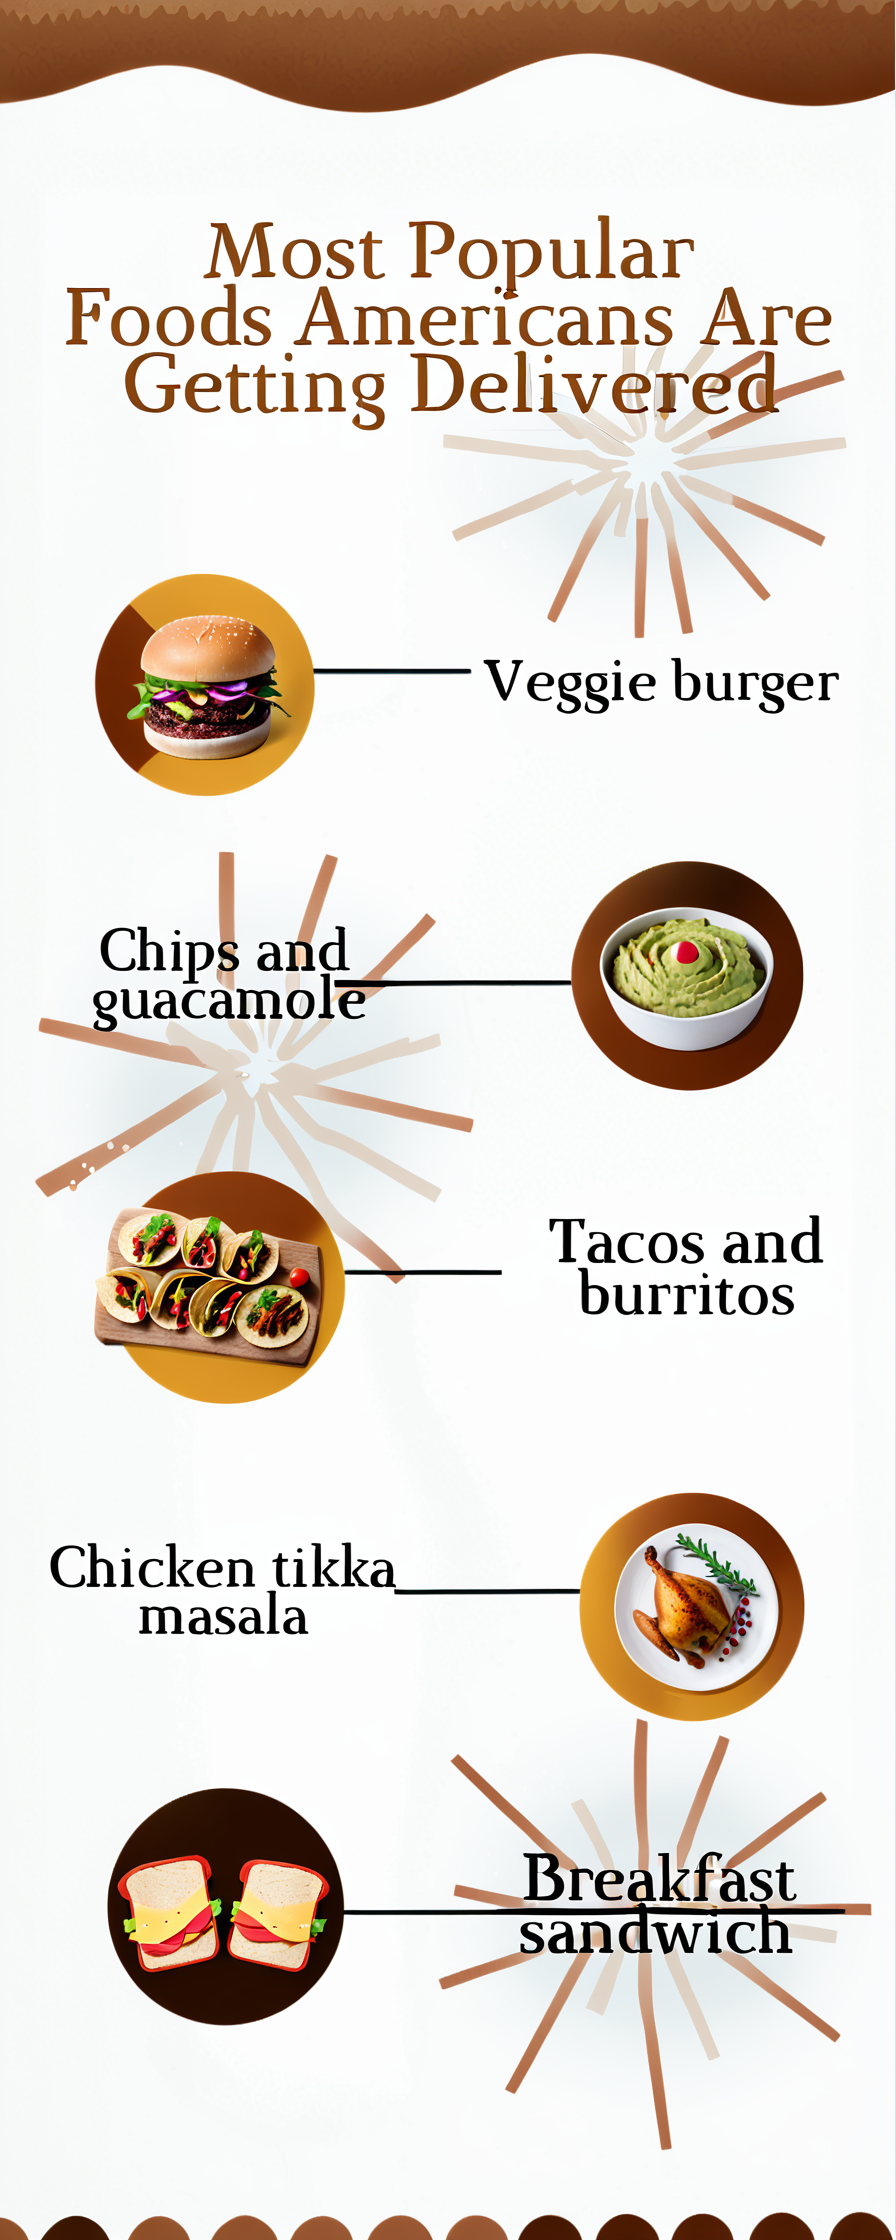 Most Popular
Foods Americans Are
Getting Delivered
Veggie burger
Chips and
guacamole
Tacos and
burritos
Chicken tikka
masala
Breakfast
sandwich